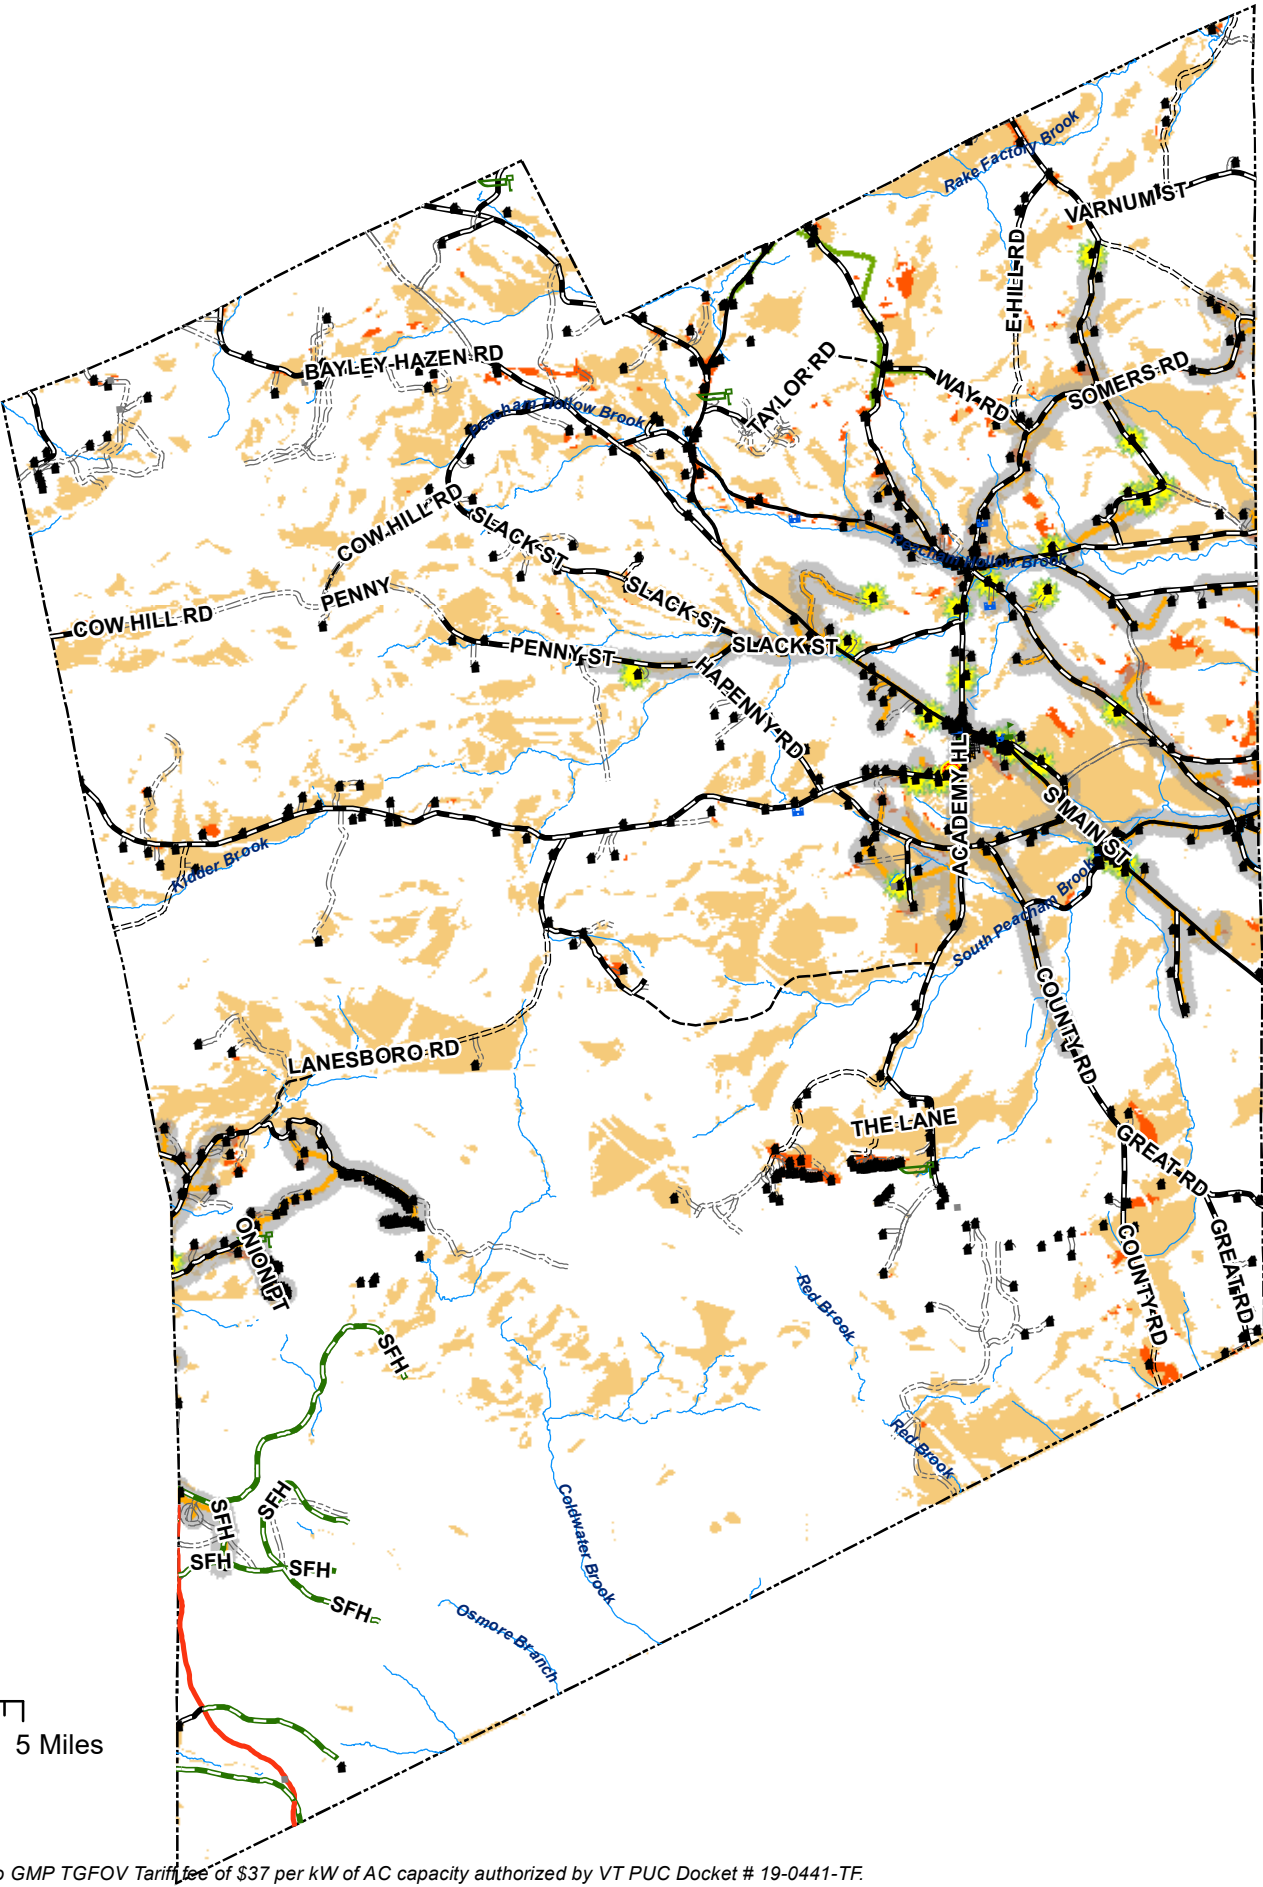 Rake Factory Brook
VARNUM ST
E HILL RD
BAYLEY-HAZEN RD
TAYLOR RD
WAY RD
SOMERS RD
Peacham Hollow Brook
COW HILL RD
SLACK ST
Peacham Hollow Brook
PENNY
SLACK ST
COW HILL RD
SLACK ST
PENNY ST
HAPENNY RD
ACADEMY HL
S MAIN ST
Kidder Brook
South Peacham Brook
COUNTY RD
LANESBORO RD
THE LANE
GREAT RD
ONION PT
COUNTY RD
GREAT RD
Red Brook
SFH
Red Brook
SFH
SFH
Coldwater Brook
SFH
SFH
SFH
Osmore Branch
5 Miles
o GMP TGFOV Tariff fee of $37 per kW of AC capacity authorized by VT PUC Docket # 19-0441-TF.